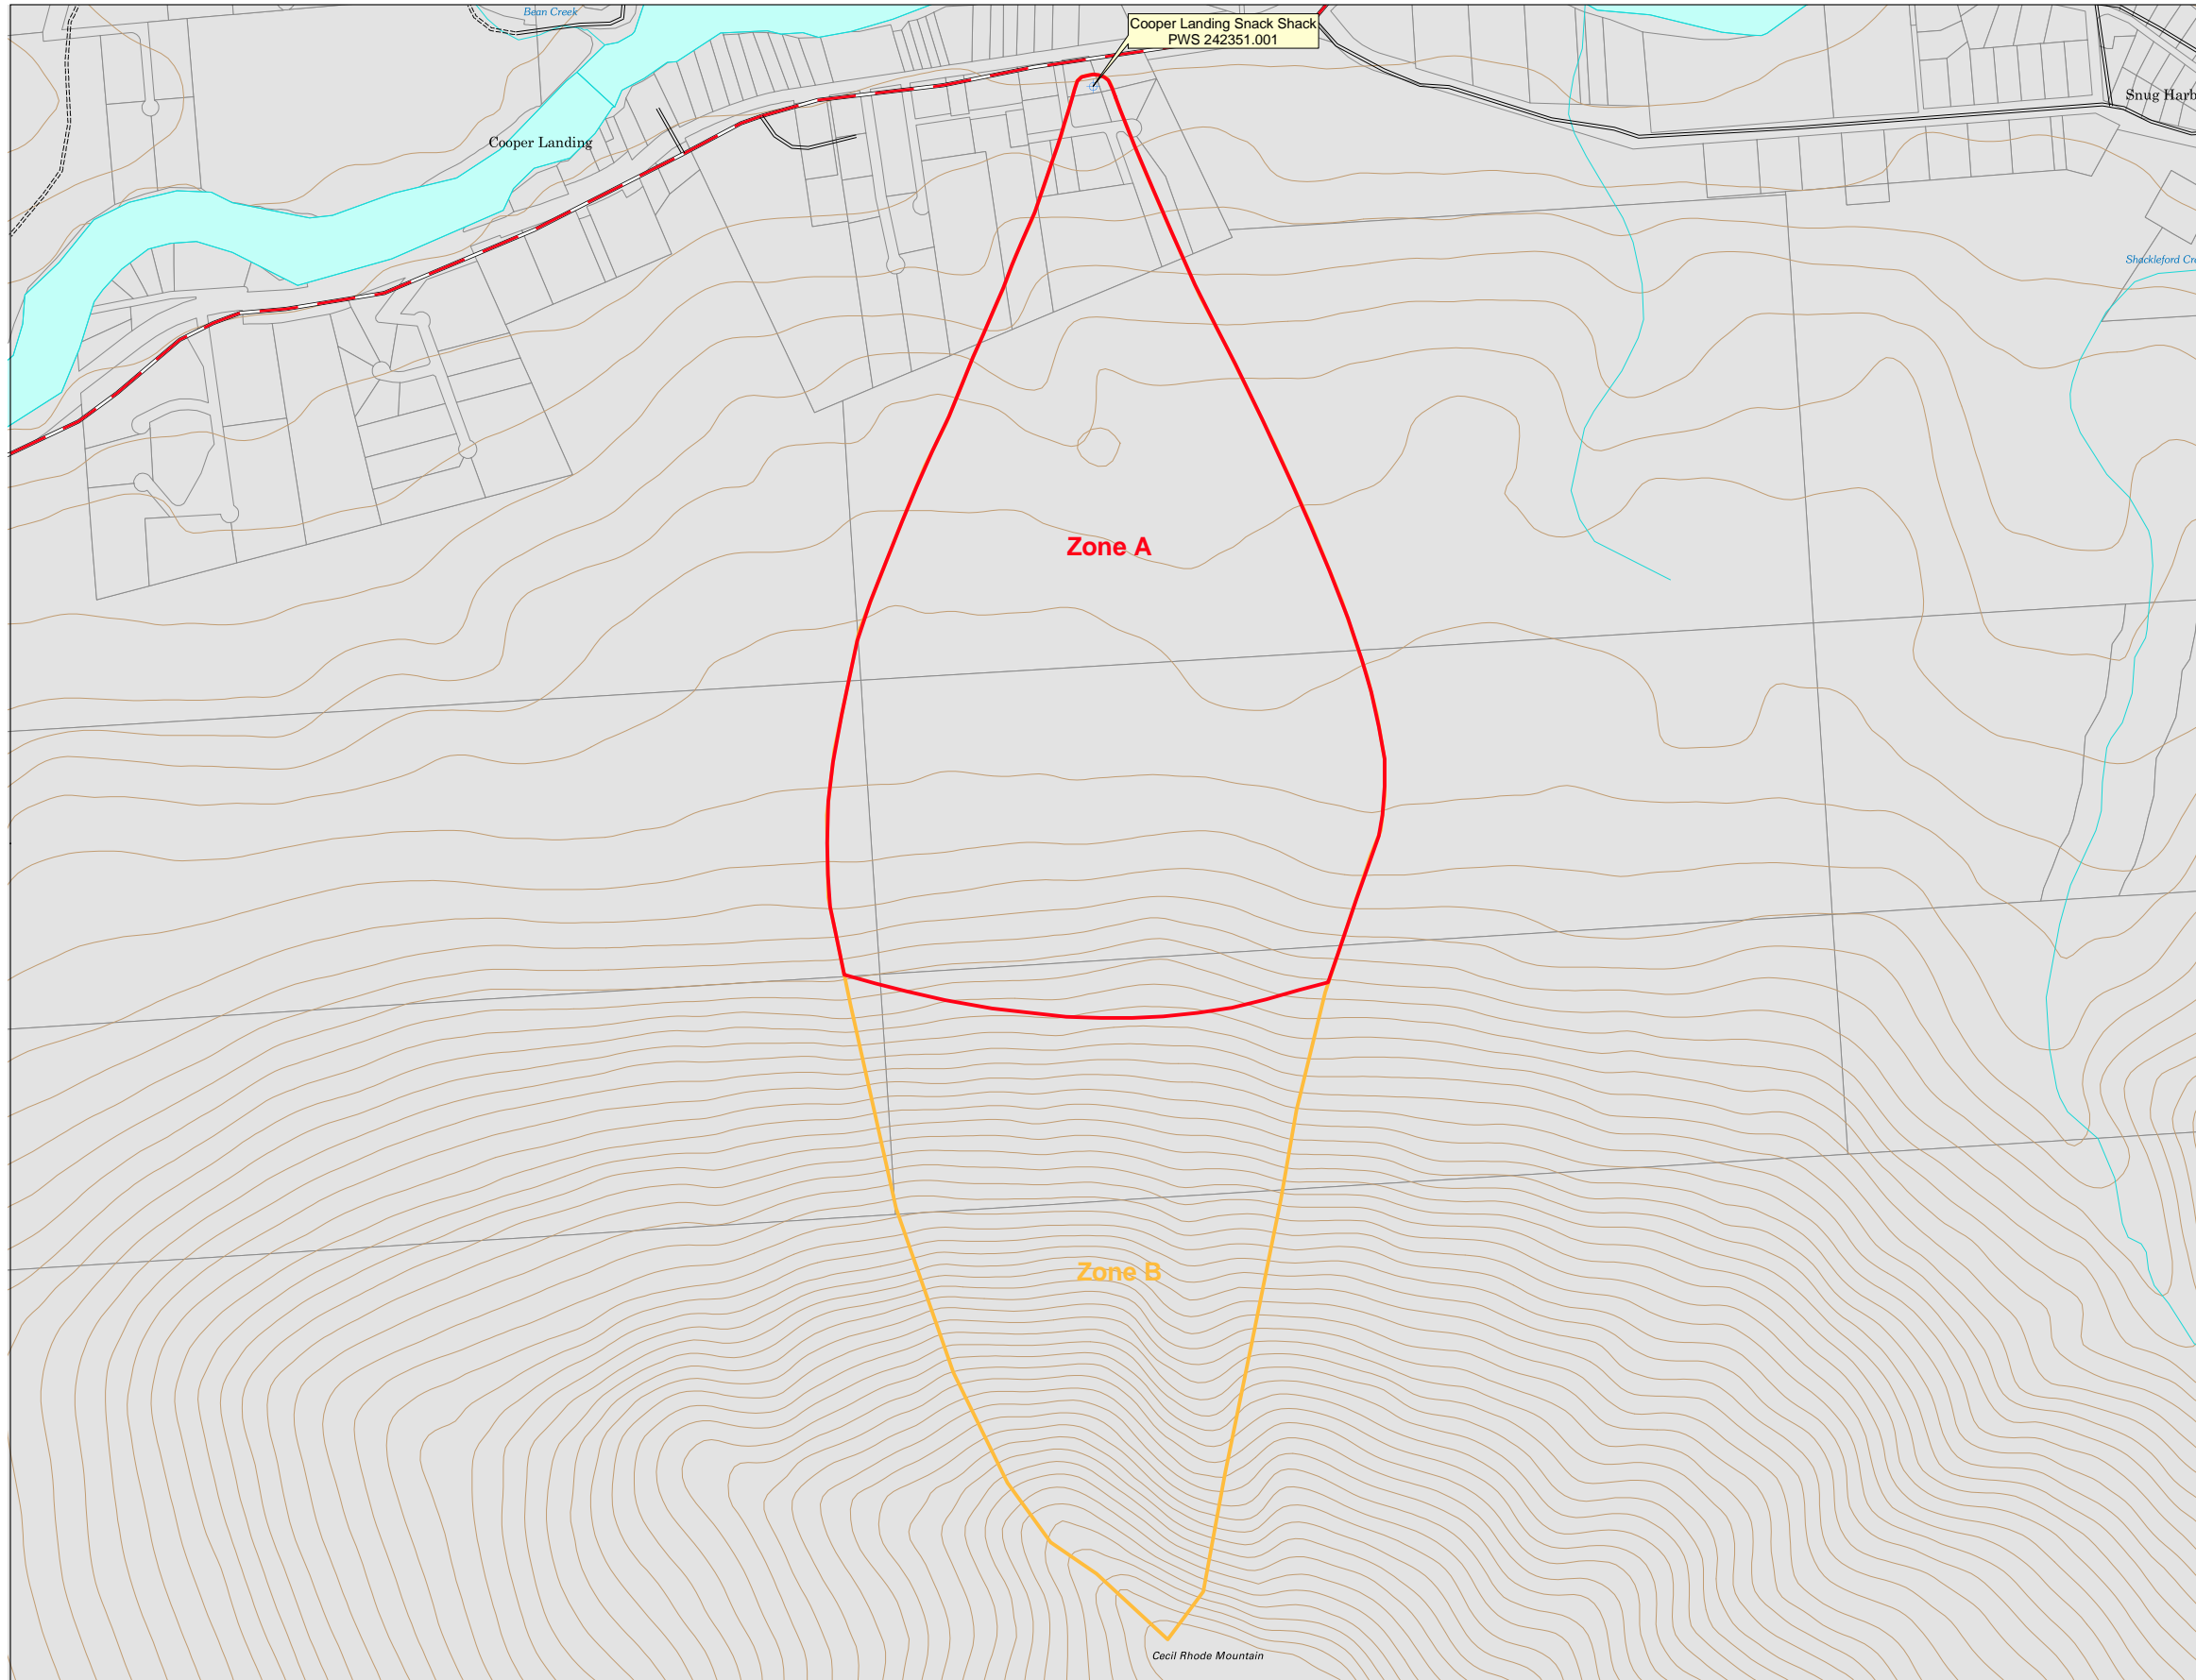 Bean Creek
Cooper Landing Snack Shack
PWS 242351.001
Cooper Landing
Snug Harb
Shackleford Cre
Zone A
Zone B
Cecil Rhode Mountain